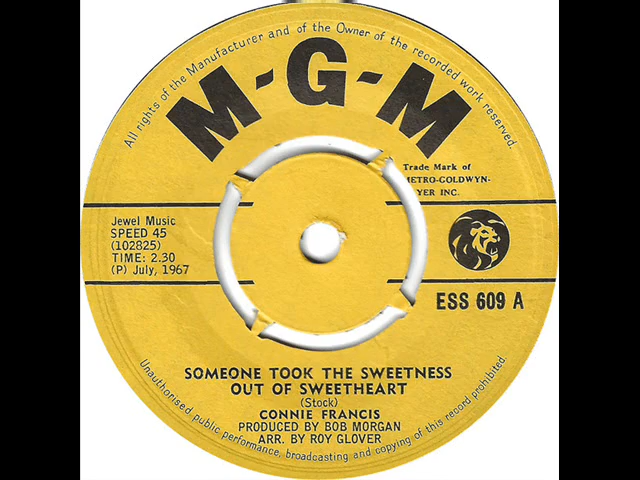 All rights of the Manufacturer and of the Owner of the recorded work reserved.
M-G-M
Trade Mark of
METRO-GOLDWYN-
YER INC.
Jewel Music
SPEED 45
(102825)
TIME: 2.30
(P) July, 1967
ESS 609 A
SOMEONE TOOK THE SWEETNESS
OUT OF SWEETHEART
(Stock)
CONNIE FRANCIS
PRODUCED BY BOB MORGAN
ARR. BY ROY GLOVER
Unauthorised public performance, broadcasting and copying of this record prohibited.